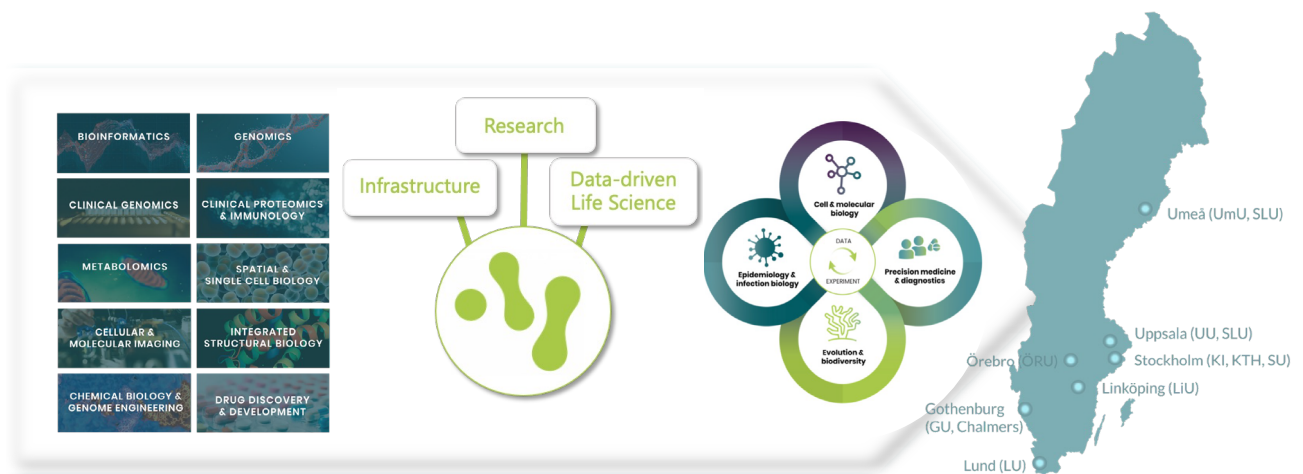 BIOINFORMATICS
GENOMICS
CLINICAL GENOMICS
CLINICAL PROTEOMICS
& IMMUNOLOGY
METABOLOMICS
SPATIAL &
SINGLE CELL BIOLOGY
CELLULAR &
MOLECULAR IMAGING
INTEGRATED
STRUCTURAL BIOLOGY
CHEMICAL BIOLOGY &
GENOME ENGINEERING
DRUG DISCOVERY
& DEVELOPMENT
Research
Infrastructure
Data-driven
Life Science
Cell & molecular
biology
Epidemiology &
infection biology
DATA
EXPERIMENT
Precision medicine
& diagnostics
Evolution &
biodiversity
Umeå (UmU, SLU)
Uppsala (UU, SLU)
Örebro (ÖRU)
Stockholm (KI, KTH, SU)
Linköping (LiU)
Gothenburg
(GU, Chalmers)
Lund (LU)